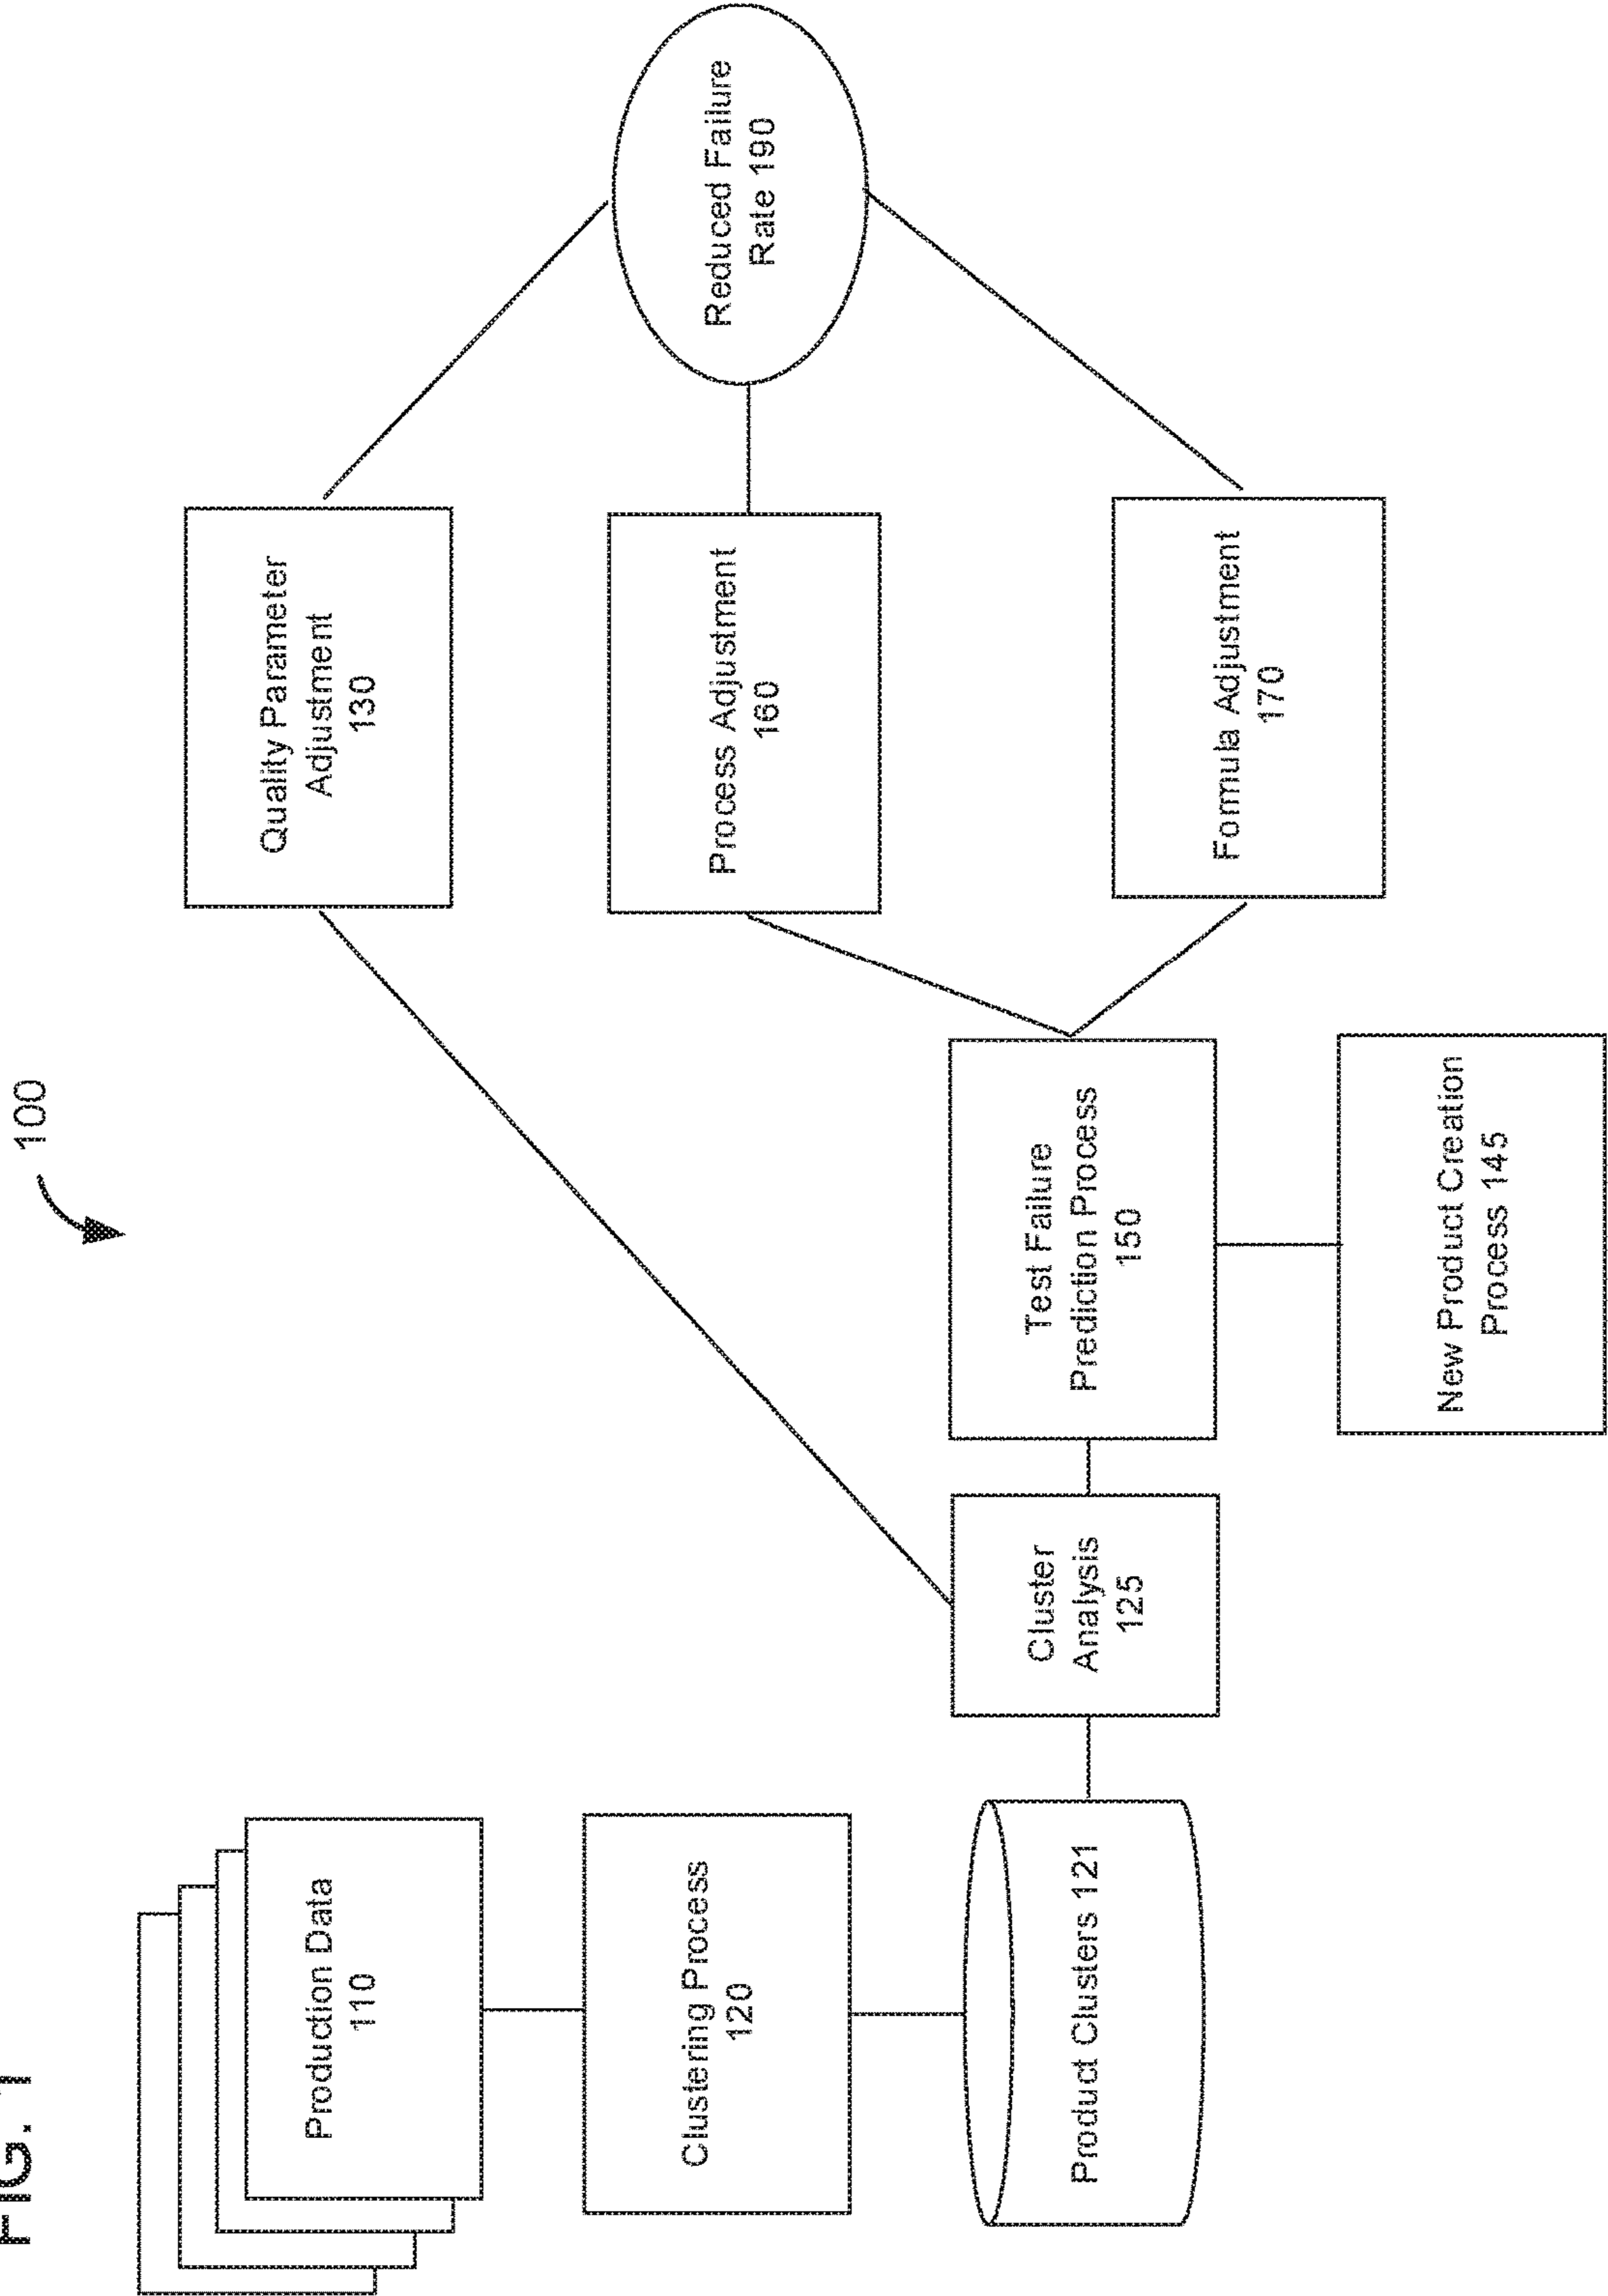 FIG. 1
100
Production Data
110
Quality Parameter
Adjustment
130
Clustering Process
120
Process Adjustment
160
Reduced Failure
Rate 190
Product Clusters 121
Cluster
Analysis
125
Test Failure
Prediction Process
150
Formula Adjustment
170
New Product Creation
Process 145